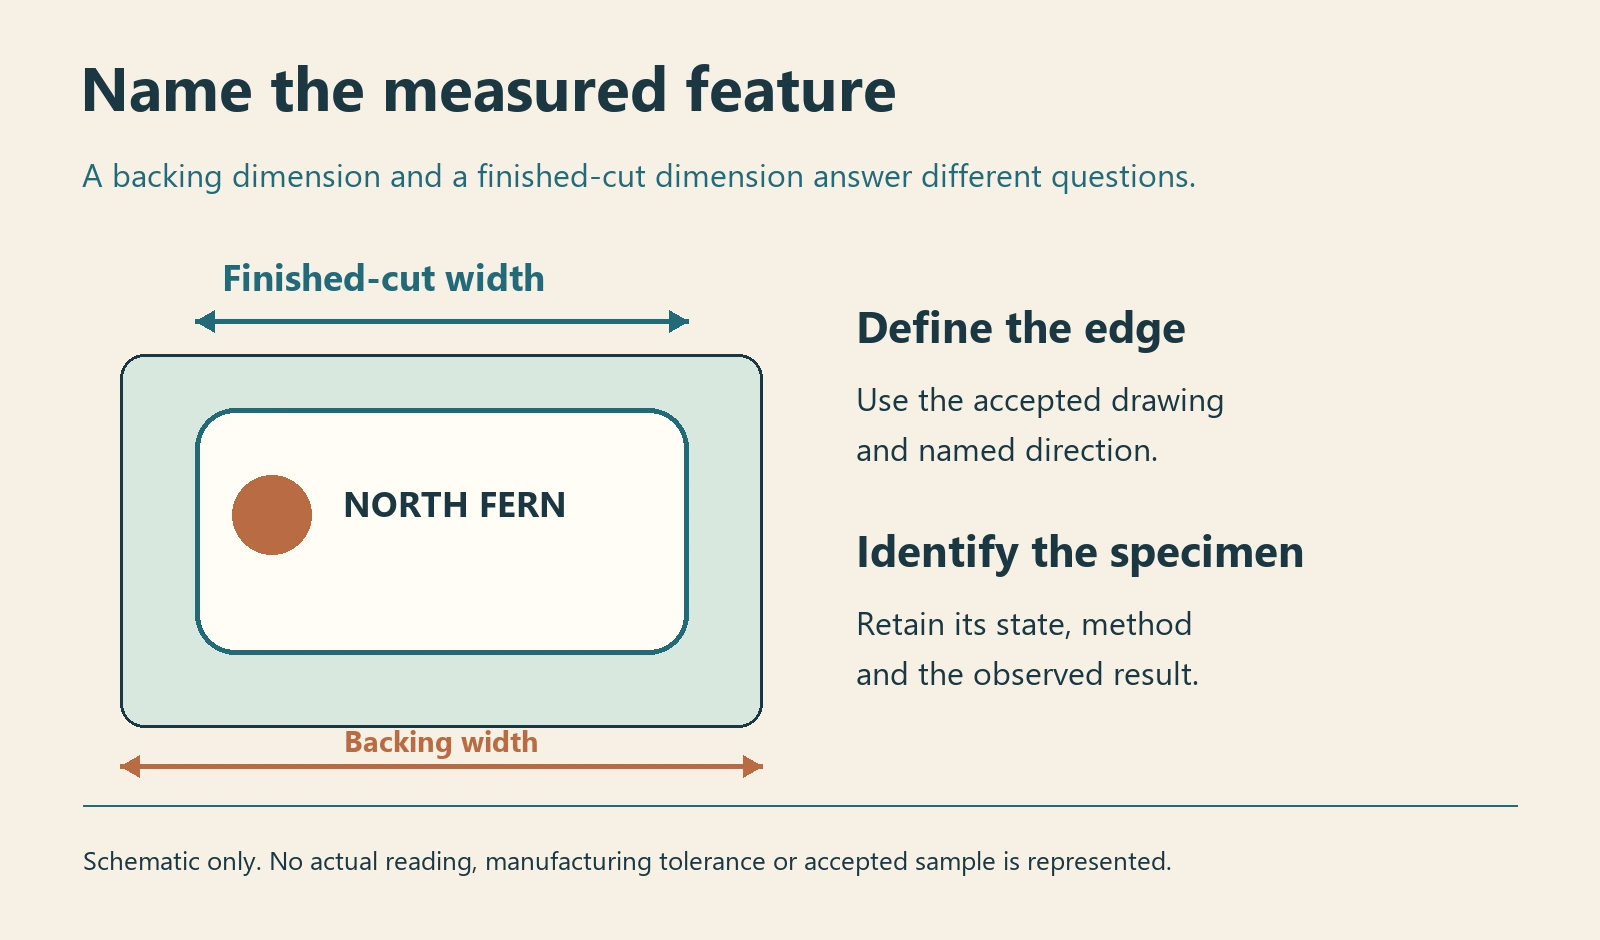 Name the measured feature
A backing dimension and a finished-cut dimension answer different questions.
Finished-cut width
NORTH FERN
Backing width
Define the edge
Use the accepted drawing
and named direction.
Identify the specimen
Retain its state, method
and the observed result.
Schematic only. No actual reading, manufacturing tolerance or accepted sample is represented.